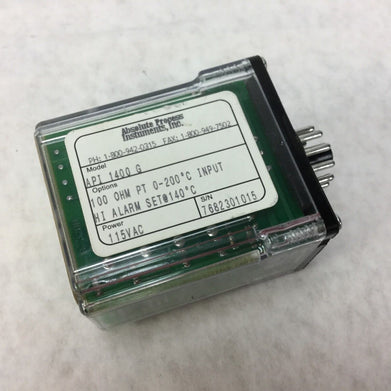 Absolute Process
Instruments, Inc.
PH: 1-800-942-0315 FAX: 1-800-949-7502
Model
API 1400 G
Options
100 OHM PT 0-200°C INPUT
HI ALARM SET@140°C
Power
115VAC
S/N
7682301015